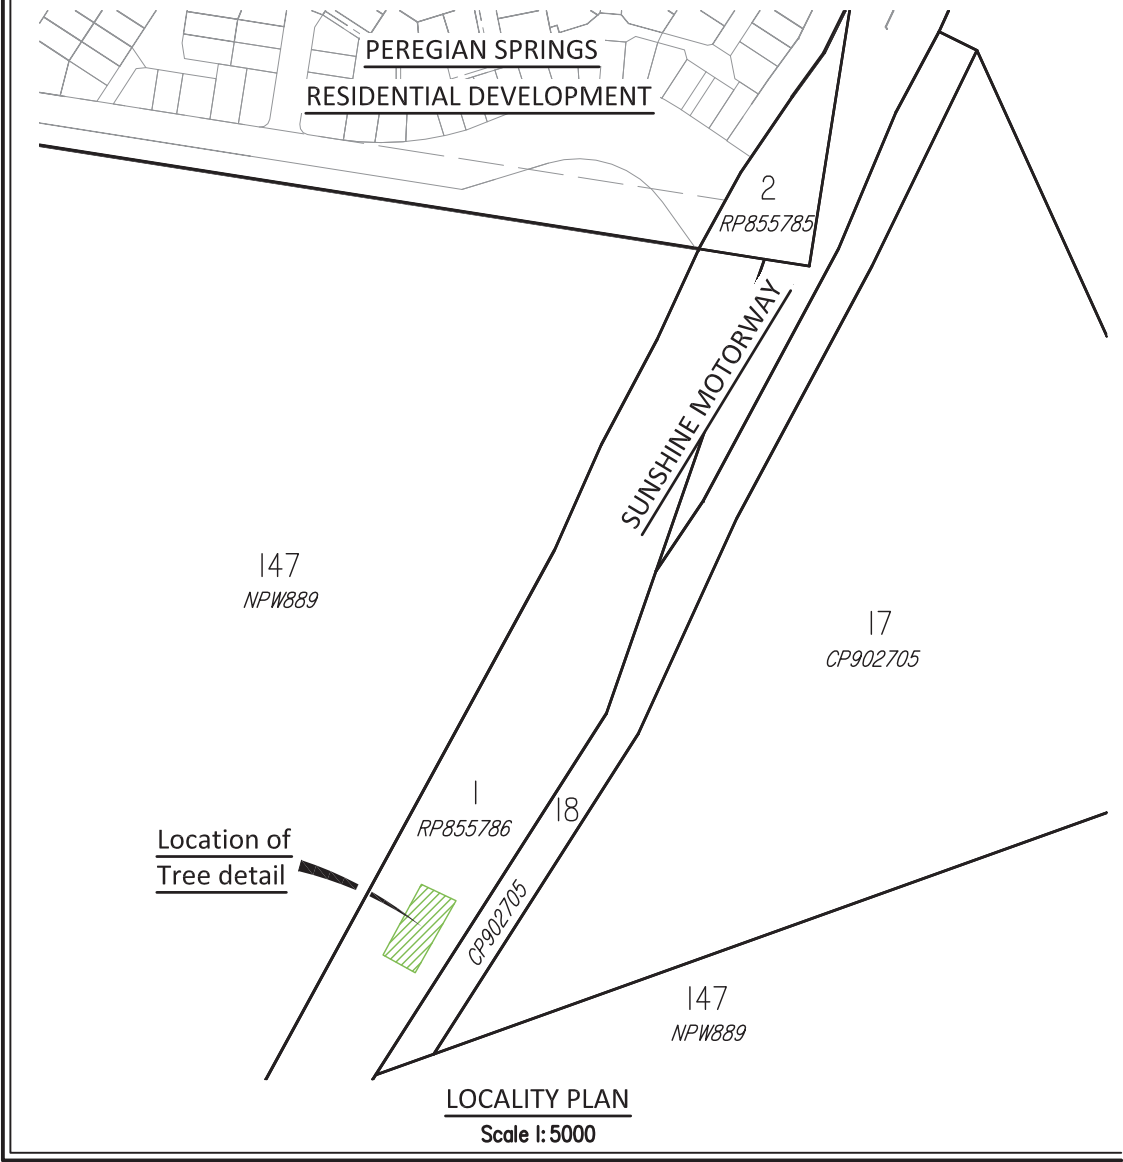 PEREGIAN SPRINGS
RESIDENTIAL DEVELOPMENT
2
RP855785
SUNSHINE MOTORWAY
147
NPW889
17
CP902705
1
RP855786
18
CP902705
Location of
Tree detail
147
NPW889
LOCALITY PLAN
Scale 1:5000